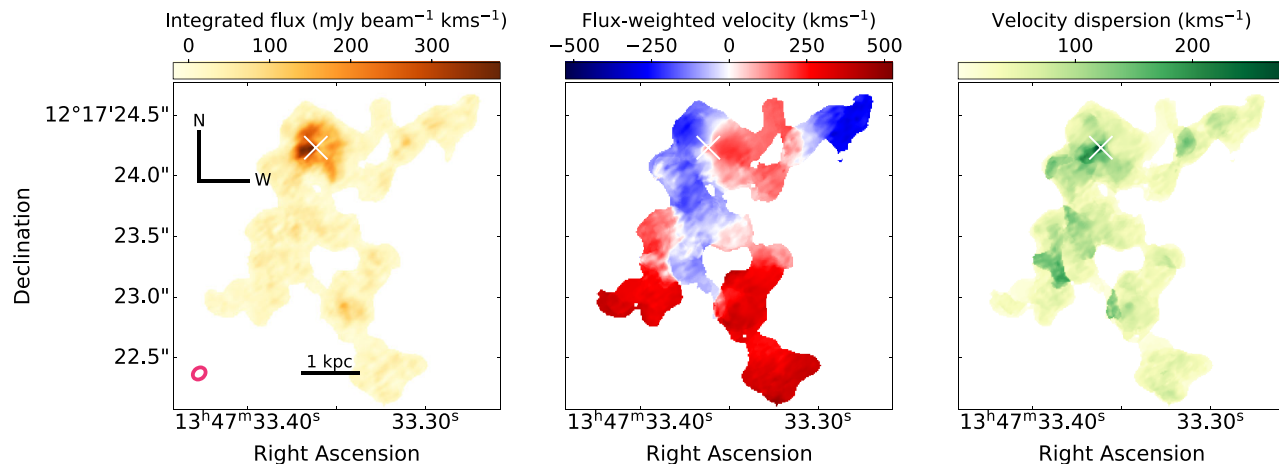 Integrated flux (mJy beam⁻¹ kms⁻¹)
0 100 200 300
Flux-weighted velocity (kms⁻¹)
−500 −250 0 250 500
Velocity dispersion (kms⁻¹)
100 200
Declination
12°17'24.5"
24.0"
23.5"
23.0"
22.5"
N
W
1 kpc
13ʰ47ᵐ33.40ˢ 33.30ˢ
Right Ascension
13ʰ47ᵐ33.40ˢ 33.30ˢ
Right Ascension
13ʰ47ᵐ33.40ˢ 33.30ˢ
Right Ascension